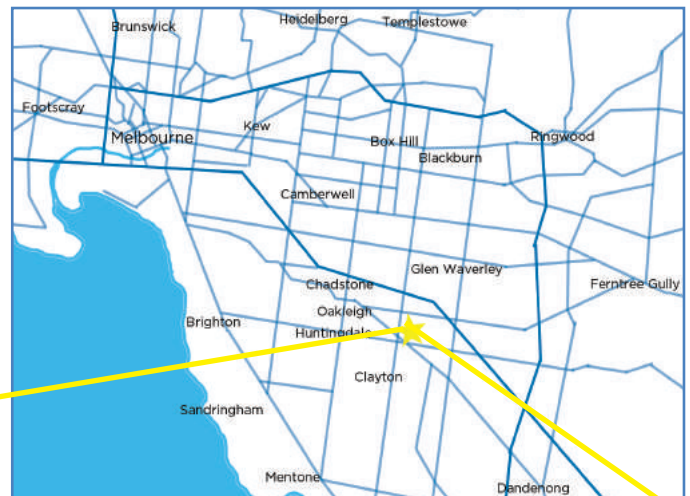 Heidelberg
Templestowe
Brunswick
Footscray
Kew
Melbourne
Box Hill
Ringwood
Blackburn
Camberwell
Glen Waverley
Chadstone
Ferntree Gully
Oakleigh
Brighton
Huntingdale
Clayton
Sandringham
Mentone
Dandenong